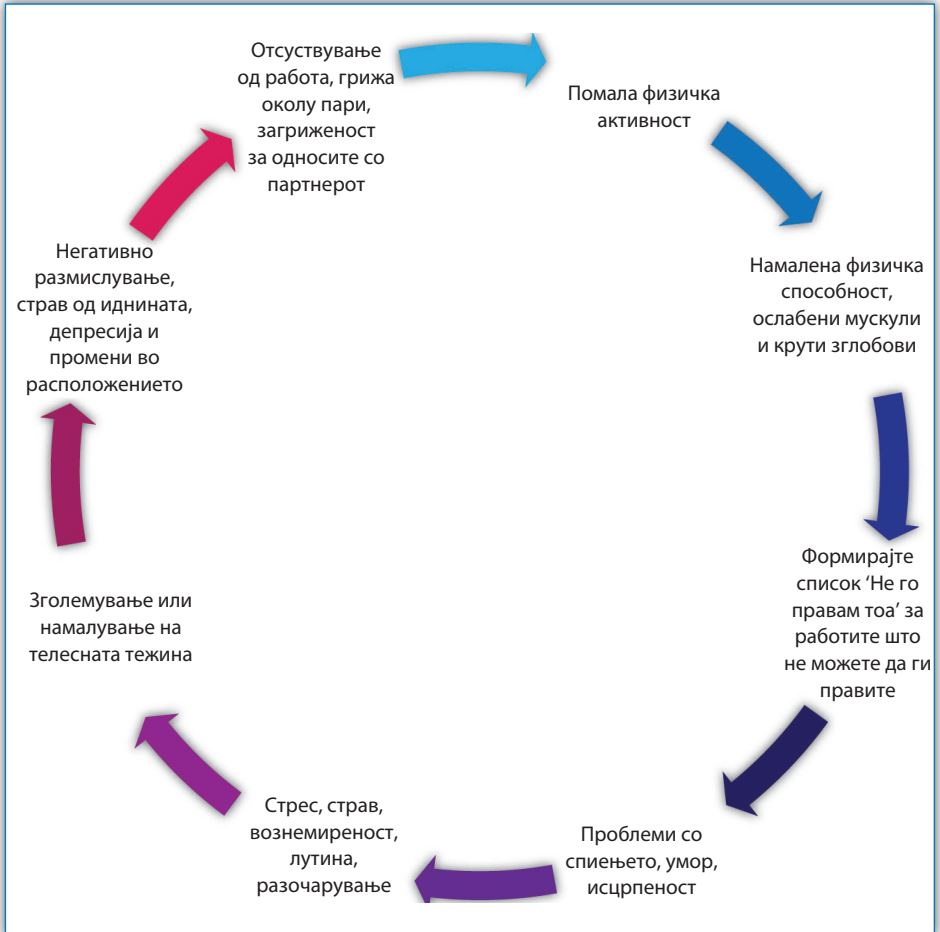 Отсуствување
од работа, грижа
околу пари,
загриженост
за односите со
партнерот
Помала физичка
активност
Намалена физичка
способност,
ослабени мускули
и крути зглобови
Формирајте
список ‘Не го
правам тоа’ за
работите што
не можете да ги
правите
Проблеми со
спиењето, умор,
исцрпеност
Стрес, страв,
вознемиреност,
лутина,
разочарување
Зголемување или
намалување на
телесната тежина
Негативно
размислување,
страв од иднината,
депресија и
промени во
расположението